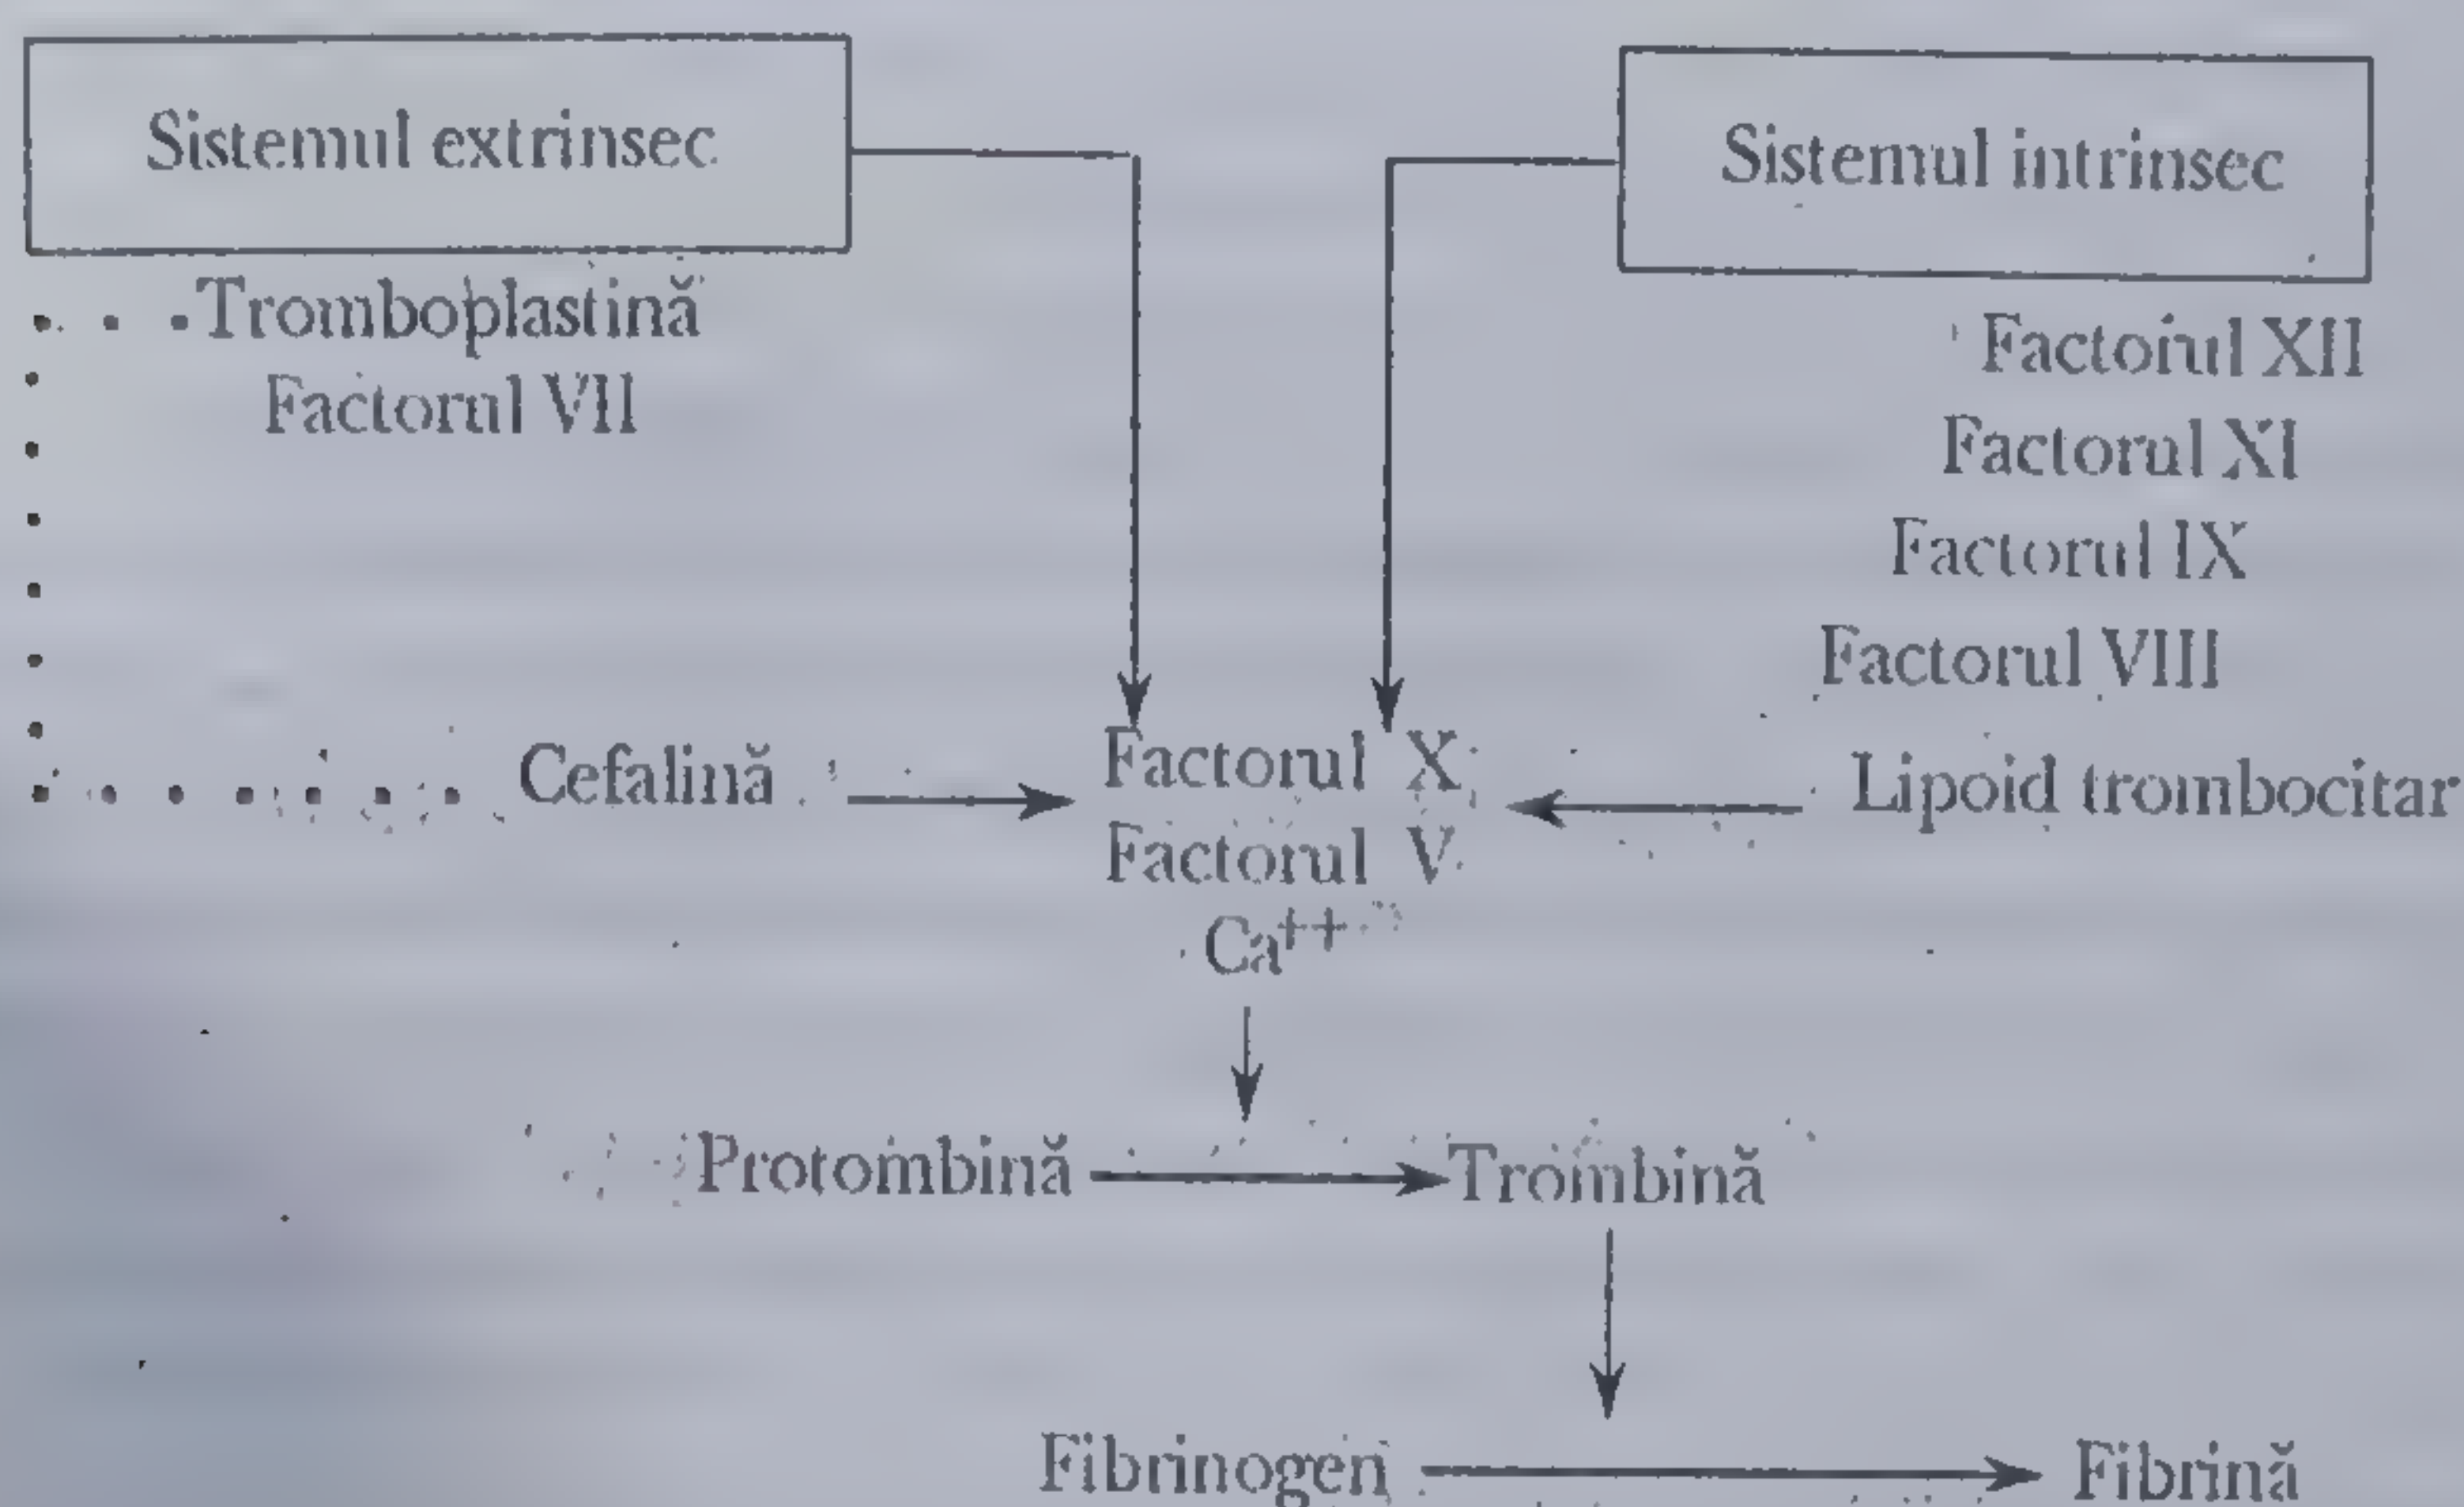 Sistemul extrinsec
Sistemul intrinsec
Tromboplastină
Factorul VII
Factorul XII
Factorul XI
Factorul IX
Factorul VIII
Cefalină
Factorul X
Lipoid trombocitar
Factorul V
Ca++
Protombină
Trombină
Fibrinogen
Fibrină